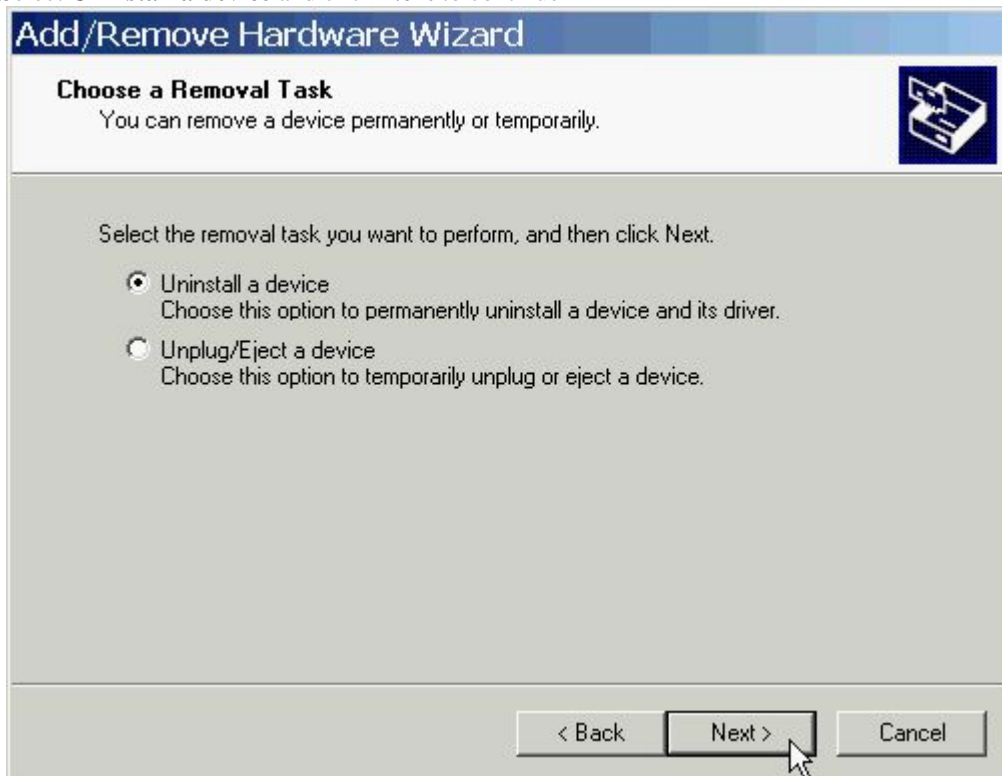 Add/Remove Hardware Wizard
Choose a Removal Task
You can remove a device permanently or temporarily.
Select the removal task you want to perform, and then click Next.
Uninstall a device
Choose this option to permanently uninstall a device and its driver.
Unplug/Eject a device
Choose this option to temporarily unplug or eject a device.
< Back
Next >
Cancel